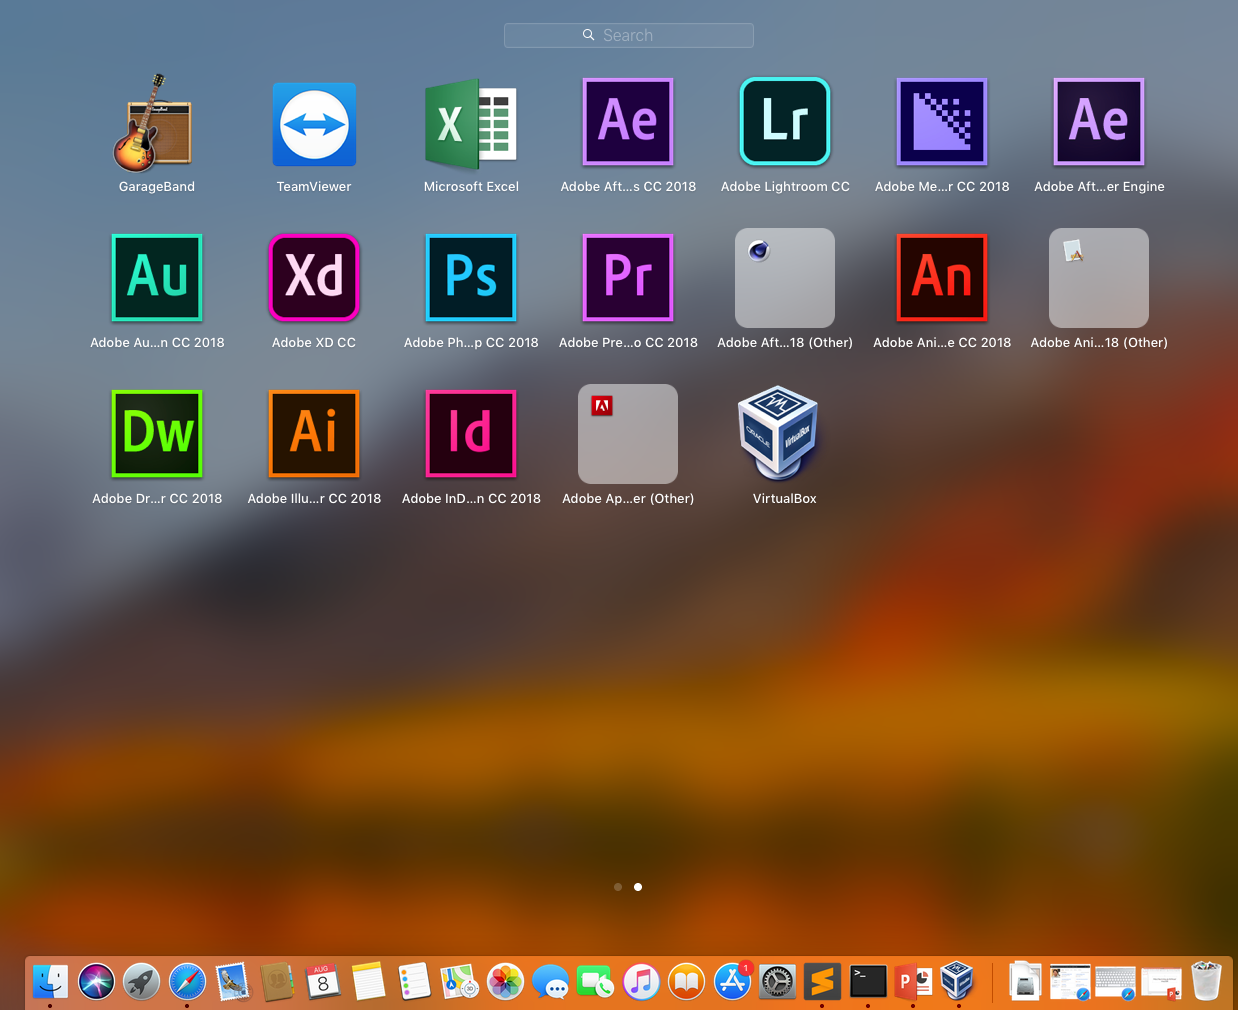 Search
GarageBand
TeamViewer
X
Microsoft Excel
Ae
Adobe Aft...s CC 2018
Lr
Adobe Lightroom CC
Adobe Me...r CC 2018
Ae
Adobe Aft...er Engine
Au
Adobe Au...n CC 2018
Xd
Adobe XD CC
Ps
Adobe Ph...p CC 2018
Pr
Adobe Pre...o CC 2018
Adobe Aft...18 (Other)
An
Adobe Ani...e CC 2018
Adobe Ani...18 (Other)
Dw
Adobe Dr...r CC 2018
Ai
Adobe Illu...r CC 2018
Id
Adobe InD...n CC 2018
Adobe Ap...er (Other)
ORACLE
VirtualBox
VirtualBox
AUG
8
3D
1
>_
P